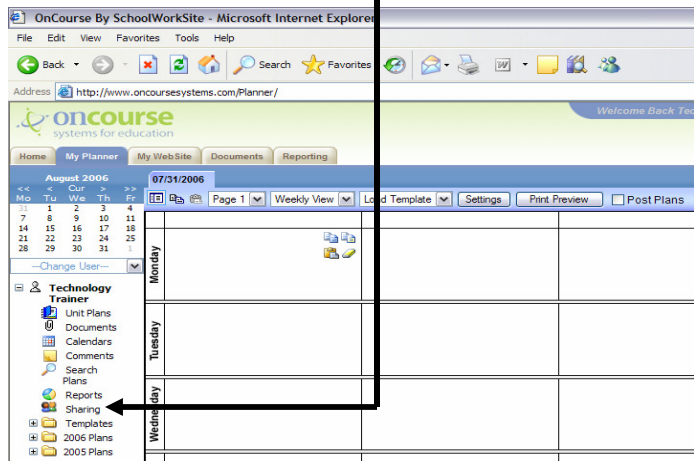 OnCourse By SchoolWorkSite - Microsoft Internet Explorer
File Edit View Favorites Tools Help
Back Search Favorites
Address http://www.oncoursesystems.com/Planner/
oncourse
systems for education
Welcome Back Tec
Home My Planner My WebSite Documents Reporting
August 2006
<< < Cur > >>
Mo Tu We Th Fr
31 1 2 3 4
7 8 9 10 11
14 15 16 17 18
21 22 23 24 25
28 29 30 31 1
---Change User---
Technology
Trainer
Unit Plans
Documents
Calendars
Comments
Search
Plans
Reports
Sharing
Templates
2006 Plans
2005 Plans
07/31/2006
Page 1 Weekly View Load Template Settings Print Preview Post Plans
Monday
Tuesday
Wednesday